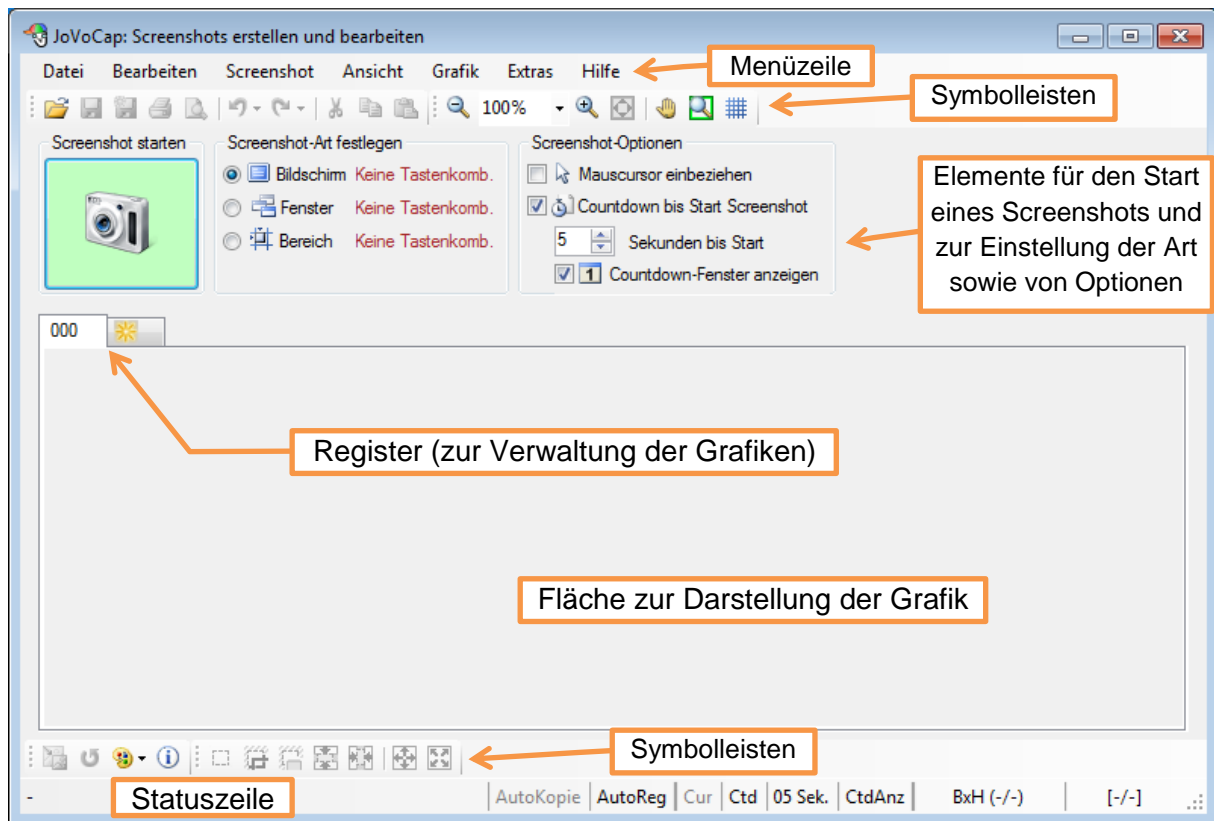 JoVoCap: Screenshots erstellen und bearbeiten
Datei Bearbeiten Screenshot Ansicht Grafik Extras Hilfe
Menüzeile
100%
Symbolleisten
Screenshot starten
Screenshot-Art festlegen
Bildschirm Keine Tastenkomb.
Fenster Keine Tastenkomb.
Bereich Keine Tastenkomb.
Screenshot-Optionen
Mauscursor einbeziehen
Countdown bis Start Screenshot
5 Sekunden bis Start
1 Countdown-Fenster anzeigen
Elemente für den Start
eines Screenshots und
zur Einstellung der Art
sowie von Optionen
000
Register (zur Verwaltung der Grafiken)
Fläche zur Darstellung der Grafik
Symbolleisten
- Statuszeile
AutoKopie AutoReg Cur Ctd 05 Sek. CtdAnz BxH (-/-) [-/-]